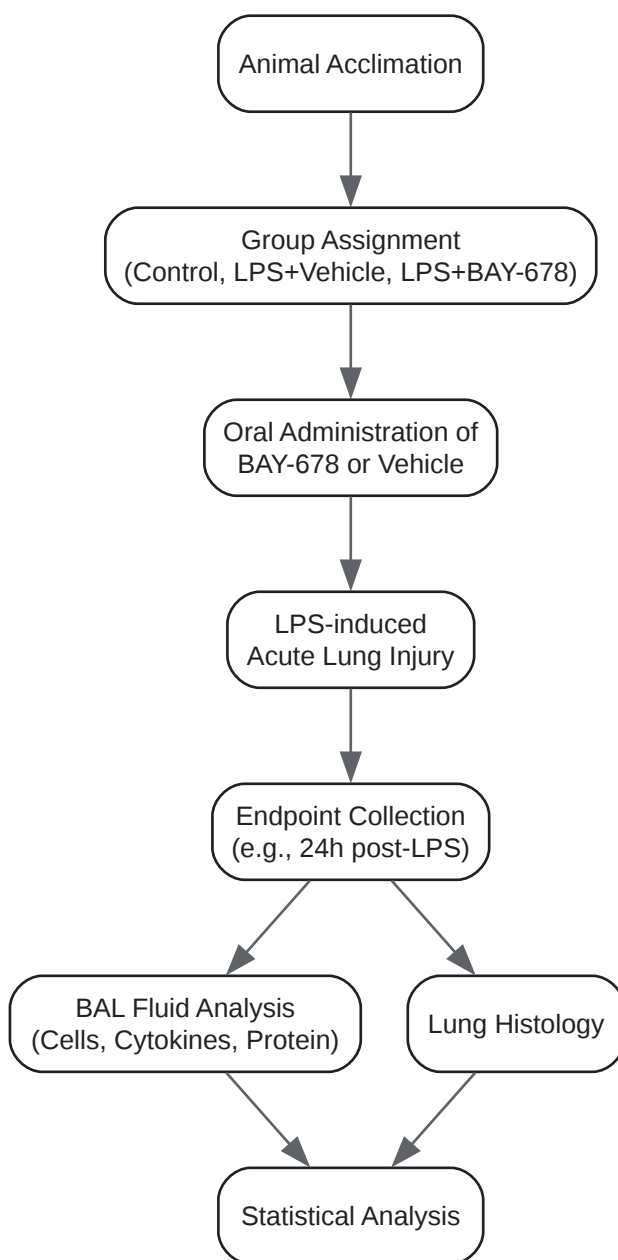 Animal Acclimation
Group Assignment
(Control, LPS+Vehicle, LPS+BAY-678)
Oral Administration of
BAY-678 or Vehicle
LPS-induced
Acute Lung Injury
Endpoint Collection
(e.g., 24h post-LPS)
BAL Fluid Analysis
(Cells, Cytokines, Protein)
Lung Histology
Statistical Analysis